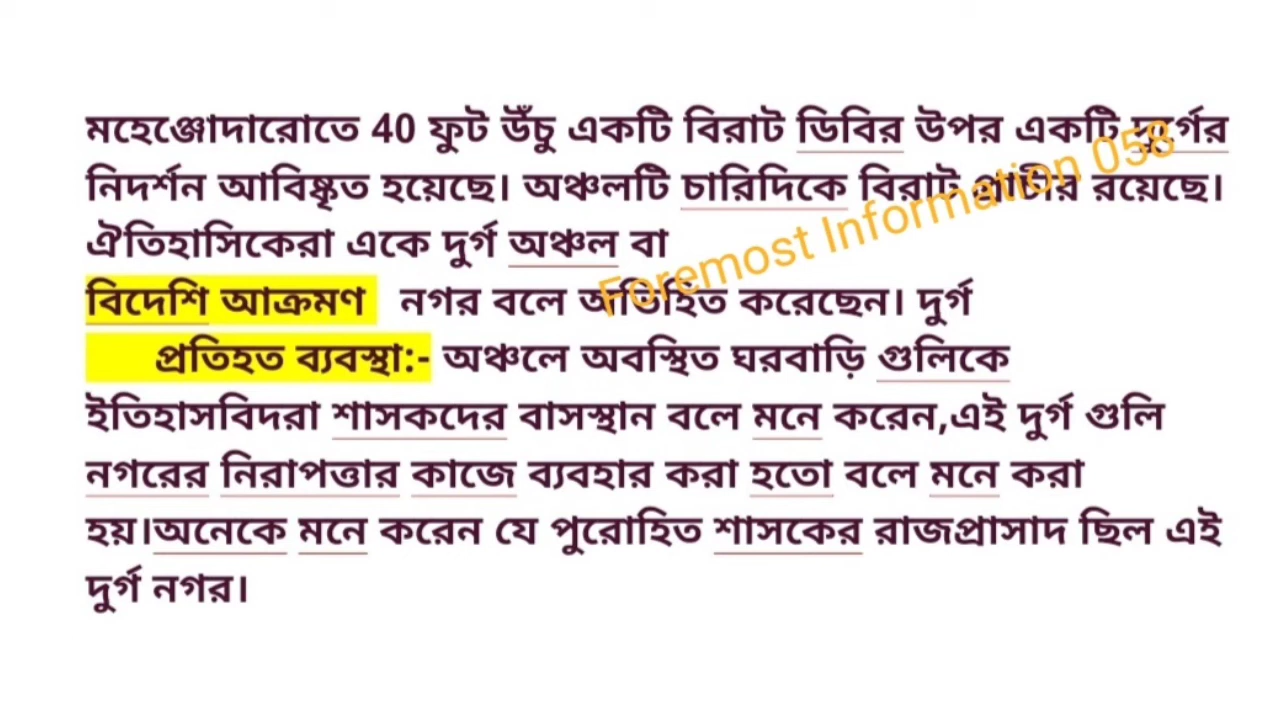 মহেঞ্জোদারোতে 40 ফুট উঁচু একটি বিরাট ডিবির উপর একটি দুর্গের
নিদর্শন আবিষ্কৃত হয়েছে। অঞ্চলটি চারিদিকে বিরাট প্রাচীর রয়েছে।
ঐতিহাসিকেরা একে দুর্গ অঞ্চল বা
বিদেশি আক্রমণ নগর বলে অভিহিত করেছেন। দুর্গ
প্রতিহত ব্যবস্থা:- অঞ্চলে অবস্থিত ঘরবাড়ি গুলিকে
ইতিহাসবিদরা শাসকদের বাসস্থান বলে মনে করেন,এই দুর্গ গুলি
নগরের নিরাপত্তার কাজে ব্যবহার করা হতো বলে মনে করা
হয়।অনেকে মনে করেন যে পুরোহিত শাসকের রাজপ্রাসাদ ছিল এই
দুর্গ নগর।
Foremost Information 058